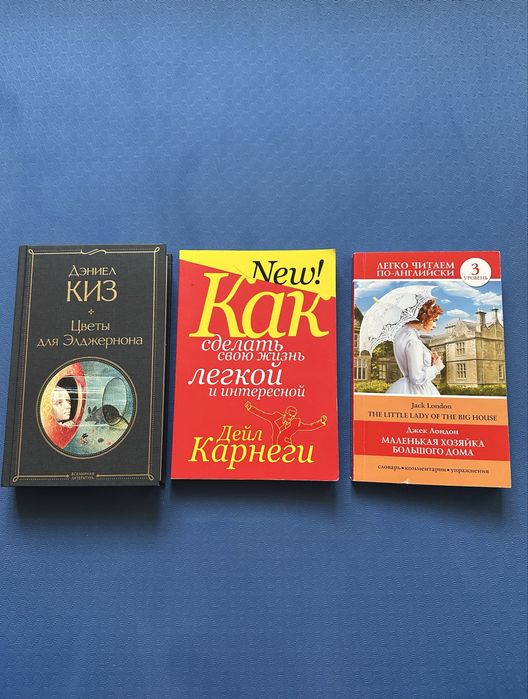 Дэниел
КИЗ
Цветы
для Элджернона
ВСЕМИРНАЯ
ЛИТЕРАТУРА
New!
Как
сделать
свою жизнь
легкой
и интересной
Дейл
Карнеги
ЛЕГКО ЧИТАЕМ
ПО-АНГЛИЙСКИ
3
УРОВЕНЬ
Jack London
THE LITTLE LADY OF THE BIG HOUSE
Джек Лондон
МАЛЕНЬКАЯ ХОЗЯЙКА
БОЛЬШОГО ДОМА
словарь • комментарии • упражнения